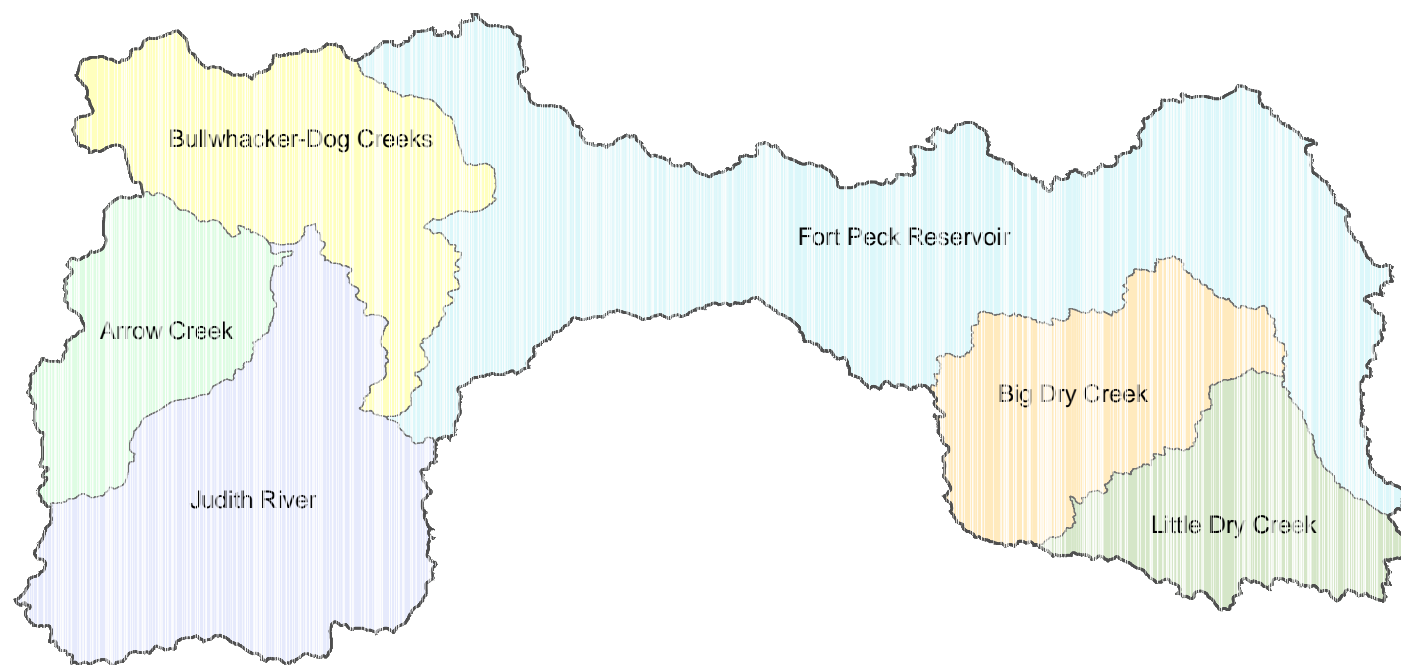 Bullwhacker-Dog Creeks
Fort Peck Reservoir
Arrow Creek
Big Dry Creek
Judith River
Little Dry Creek